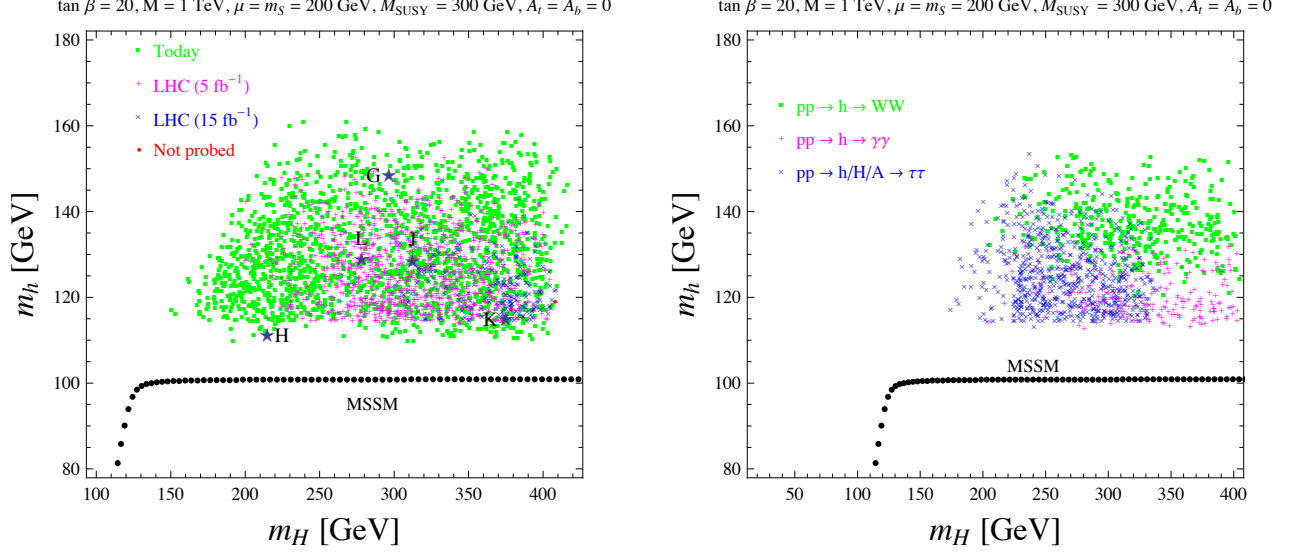 tan β = 20, M = 1 TeV, μ = m_S = 200 GeV, M_SUSY = 300 GeV, A_t = A_b = 0
180
160
140
120
100
80
m_h [GeV]
Today
LHC (5 fb⁻¹)
LHC (15 fb⁻¹)
Not probed
G
L
J
H
K
MSSM
100 150 200 250 300 350 400
m_H [GeV]
tan β = 20, M = 1 TeV, μ = m_S = 200 GeV, M_SUSY = 300 GeV, A_t = A_b = 0
180
160
140
120
100
80
m_h [GeV]
pp → h → WW
pp → h → γγ
pp → h/H/A → ττ
MSSM
50 100 150 200 250 300 350 400
m_H [GeV]